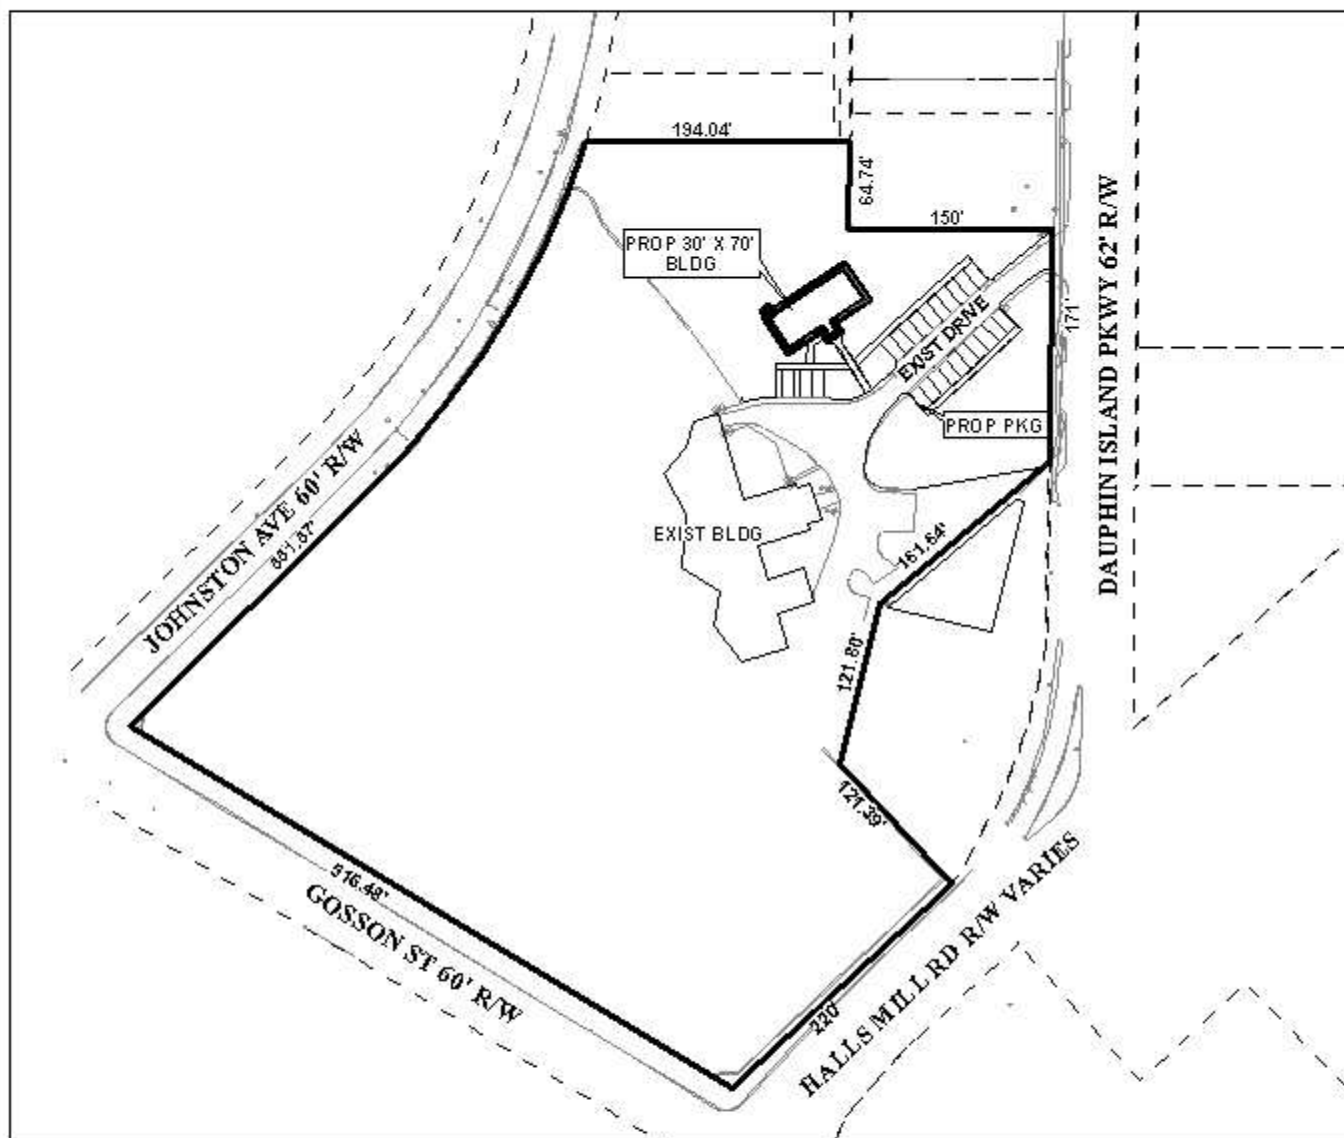 194.04'
64.74'
150'
PROP 30' X 70'
BLDG
EXIST DRIVE
171'
PROP PKG
DAUPHIN ISLAND PKWY 62' R/W
JOHNSTON AVE 60' R/W
EXIST BLDG
161.64'
121.80'
121.39'
516.48'
GOSSON ST 60' R/W
220'
HALLS MILL RD R/W VARIES